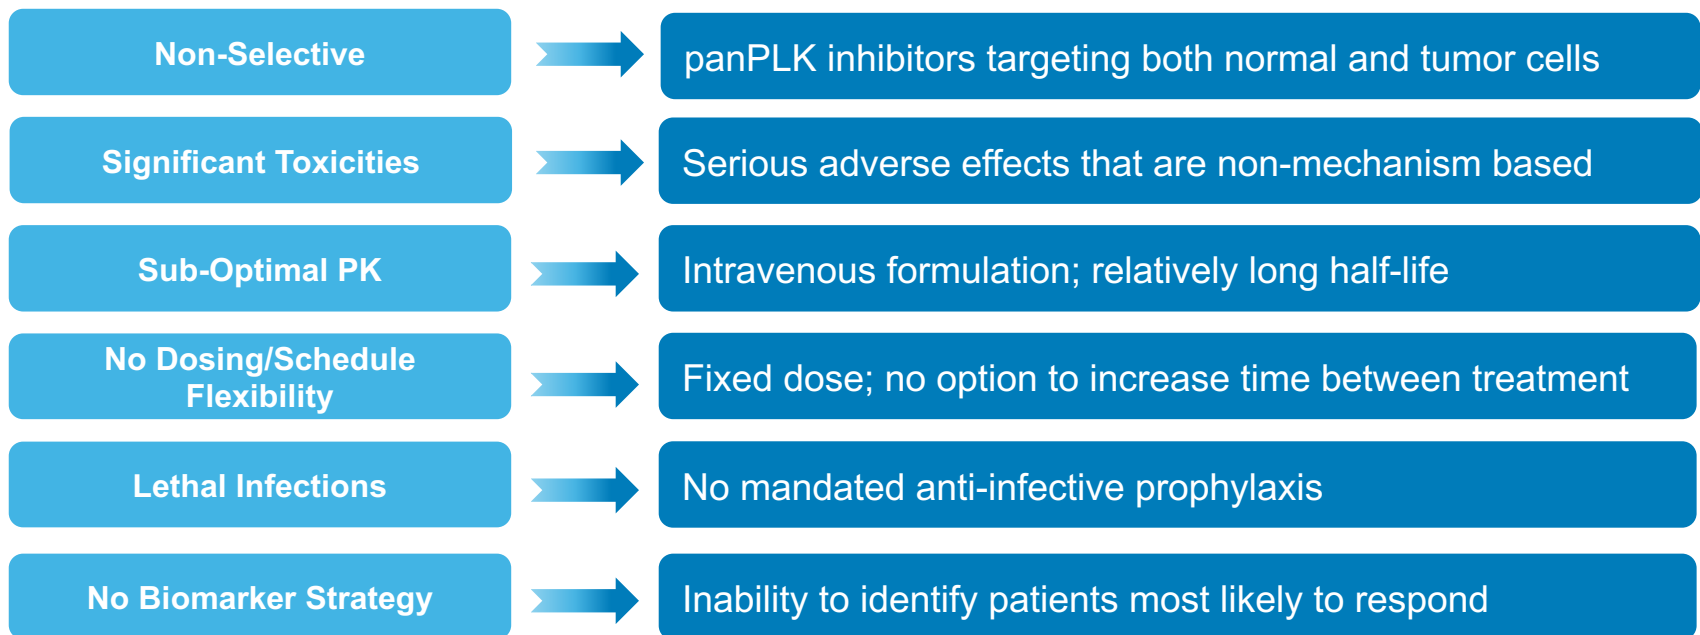 Non-Selective
panPLK inhibitors targeting both normal and tumor cells
Significant Toxicities
Serious adverse effects that are non-mechanism based
Sub-Optimal PK
Intravenous formulation; relatively long half-life
No Dosing/Schedule
Flexibility
Fixed dose; no option to increase time between treatment
Lethal Infections
No mandated anti-infective prophylaxis
No Biomarker Strategy
Inability to identify patients most likely to respond